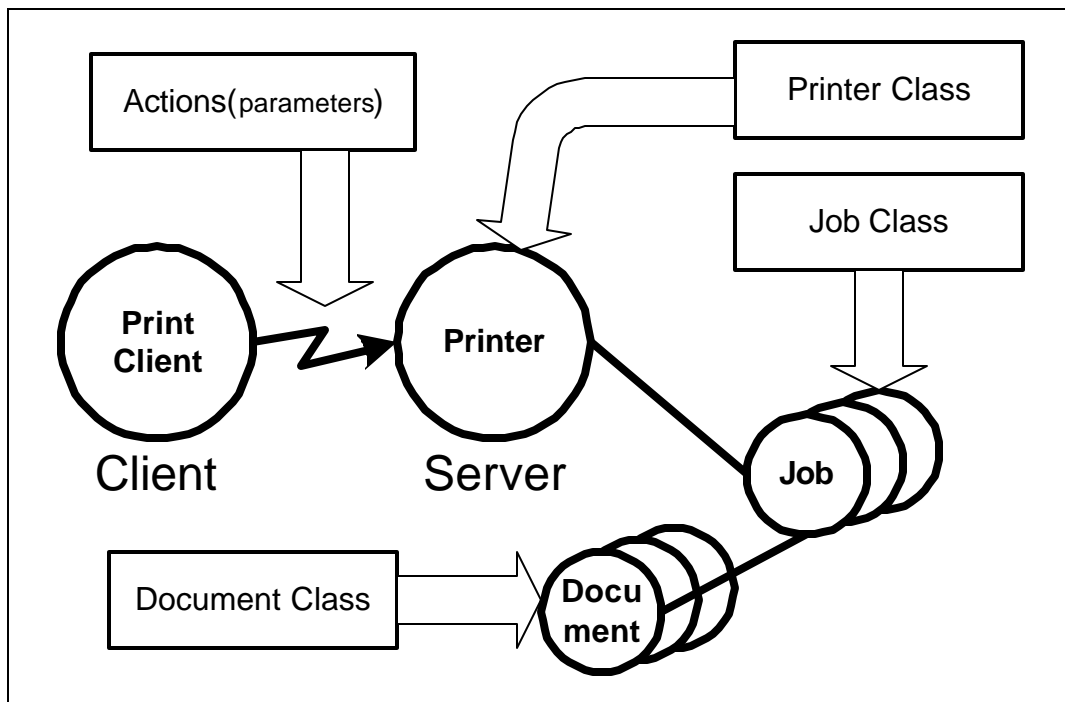 Actions(parameters)
Printer Class
Job Class
Print
Client
Printer
Client
Server
Job
Document Class
Docu
ment